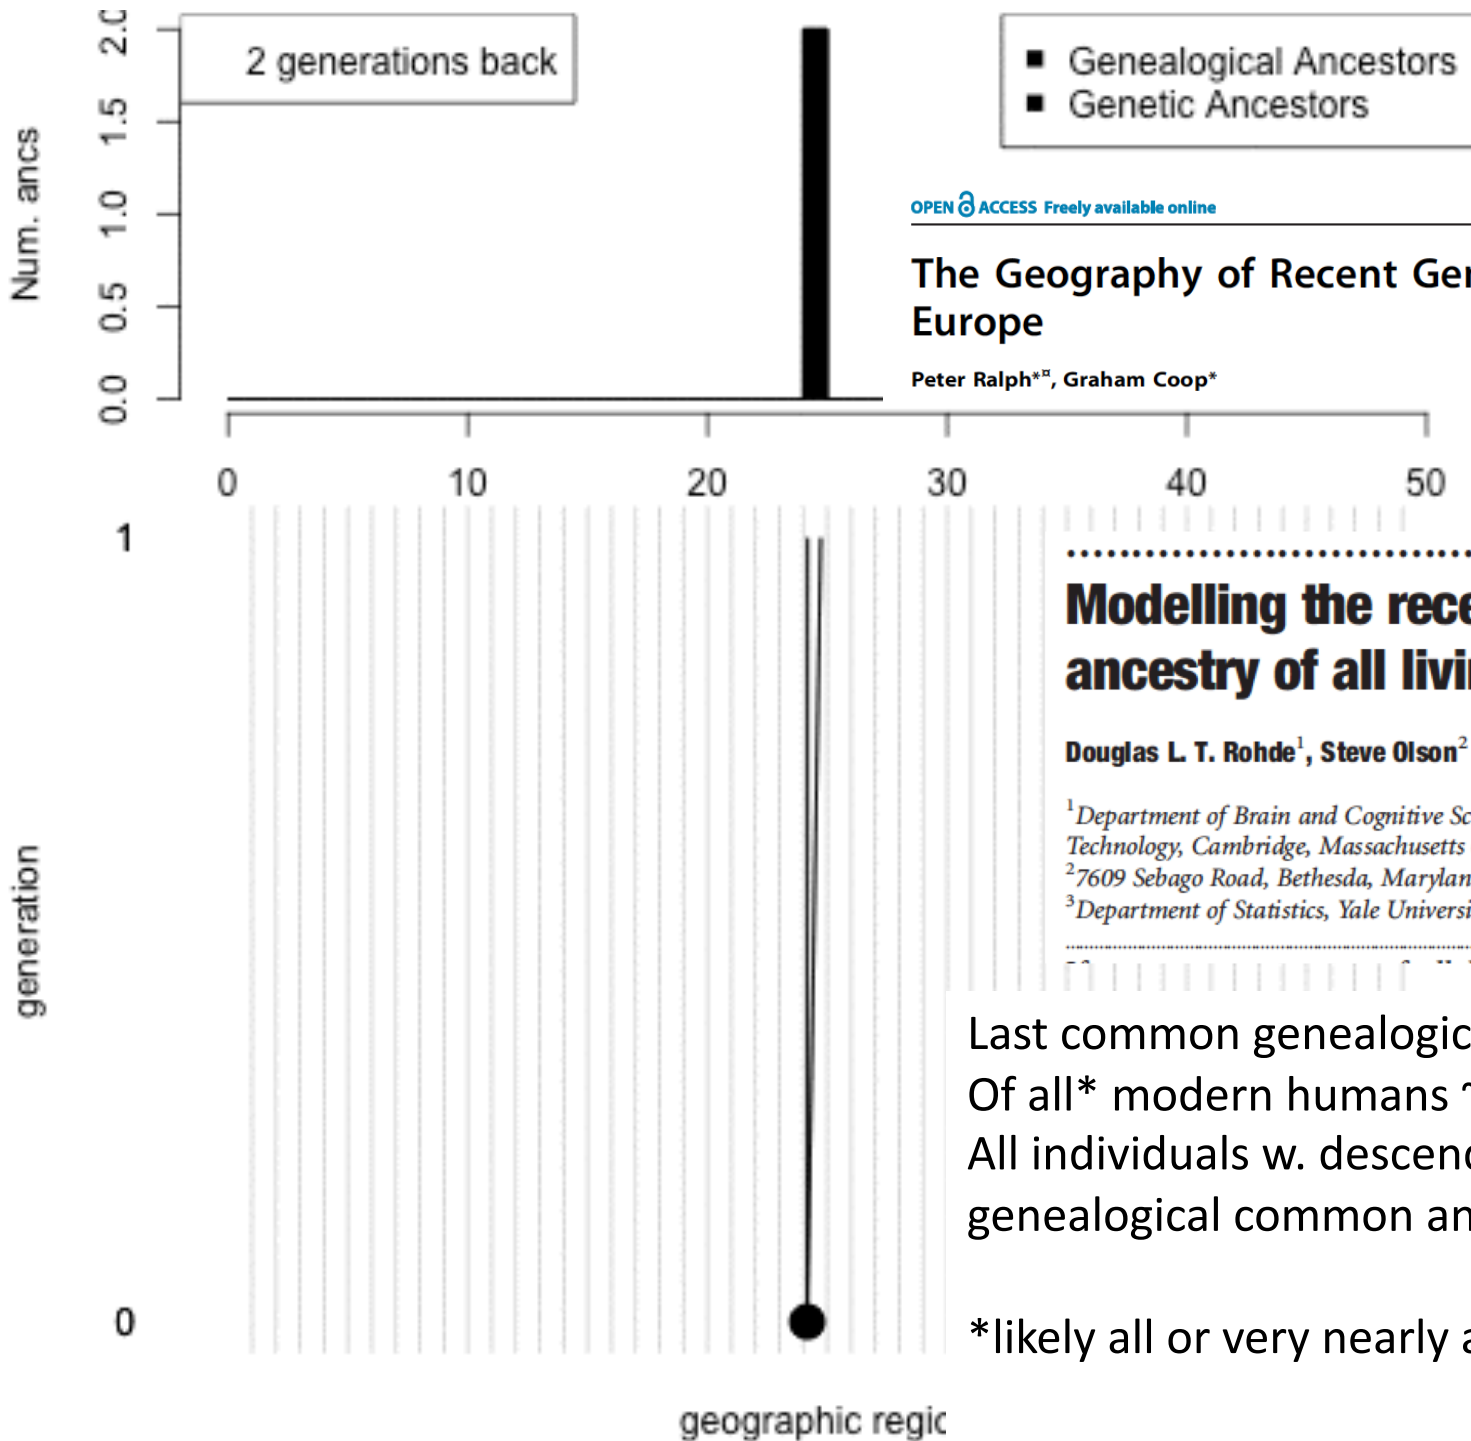 2 generations back
Genealogical Ancestors
Genetic Ancestors
Num. ancs
0.0 0.5 1.0 1.5 2.0
OPEN ACCESS Freely available online
The Geography of Recent Ge
Europe
Peter Ralph*¤, Graham Coop*
0 10 20 30 40 50
1
generation
0
Modelling the rece
ancestry of all livi
Douglas L. T. Rohde1, Steve Olson2
1Department of Brain and Cognitive Sc
Technology, Cambridge, Massachusetts
27609 Sebago Road, Bethesda, Marylan
3Department of Statistics, Yale Universi
Last common genealogic
Of all* modern humans ~
All individuals w. descen
genealogical common an
*likely all or very nearly a
geographic regio